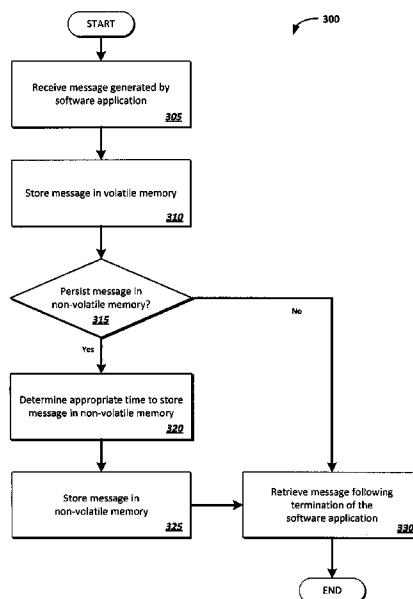 START
300
Receive message generated by
software application
305
Store message in volatile memory
310
Persist message in
non-volatile memory?
315
No
Yes
Determine appropriate time to store
message in non-volatile memory
320
Store message in
non-volatile memory
325
Retrieve message following
termination of the
software application
330
END